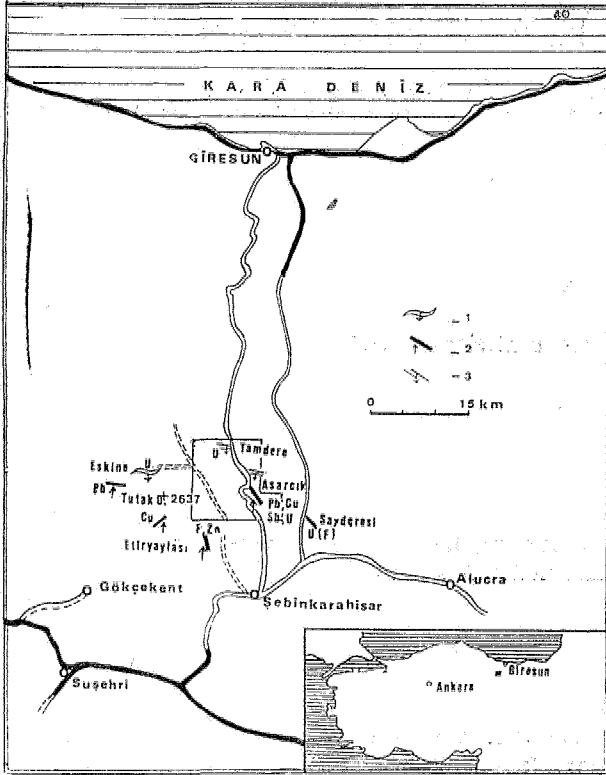 40
KARA DENİZ
GİRESUN
1
2
3
0 15 km
U Tamdere
Eskine U
Pb
Asarcık
Tutak D. 2637
Pb, Cu
Sb, U
Cu
F, Zn
Saydere​si
U (F)
Alucra
Gökçekent
Şebinkarahisar
Suşehri
Giresun
Ankara